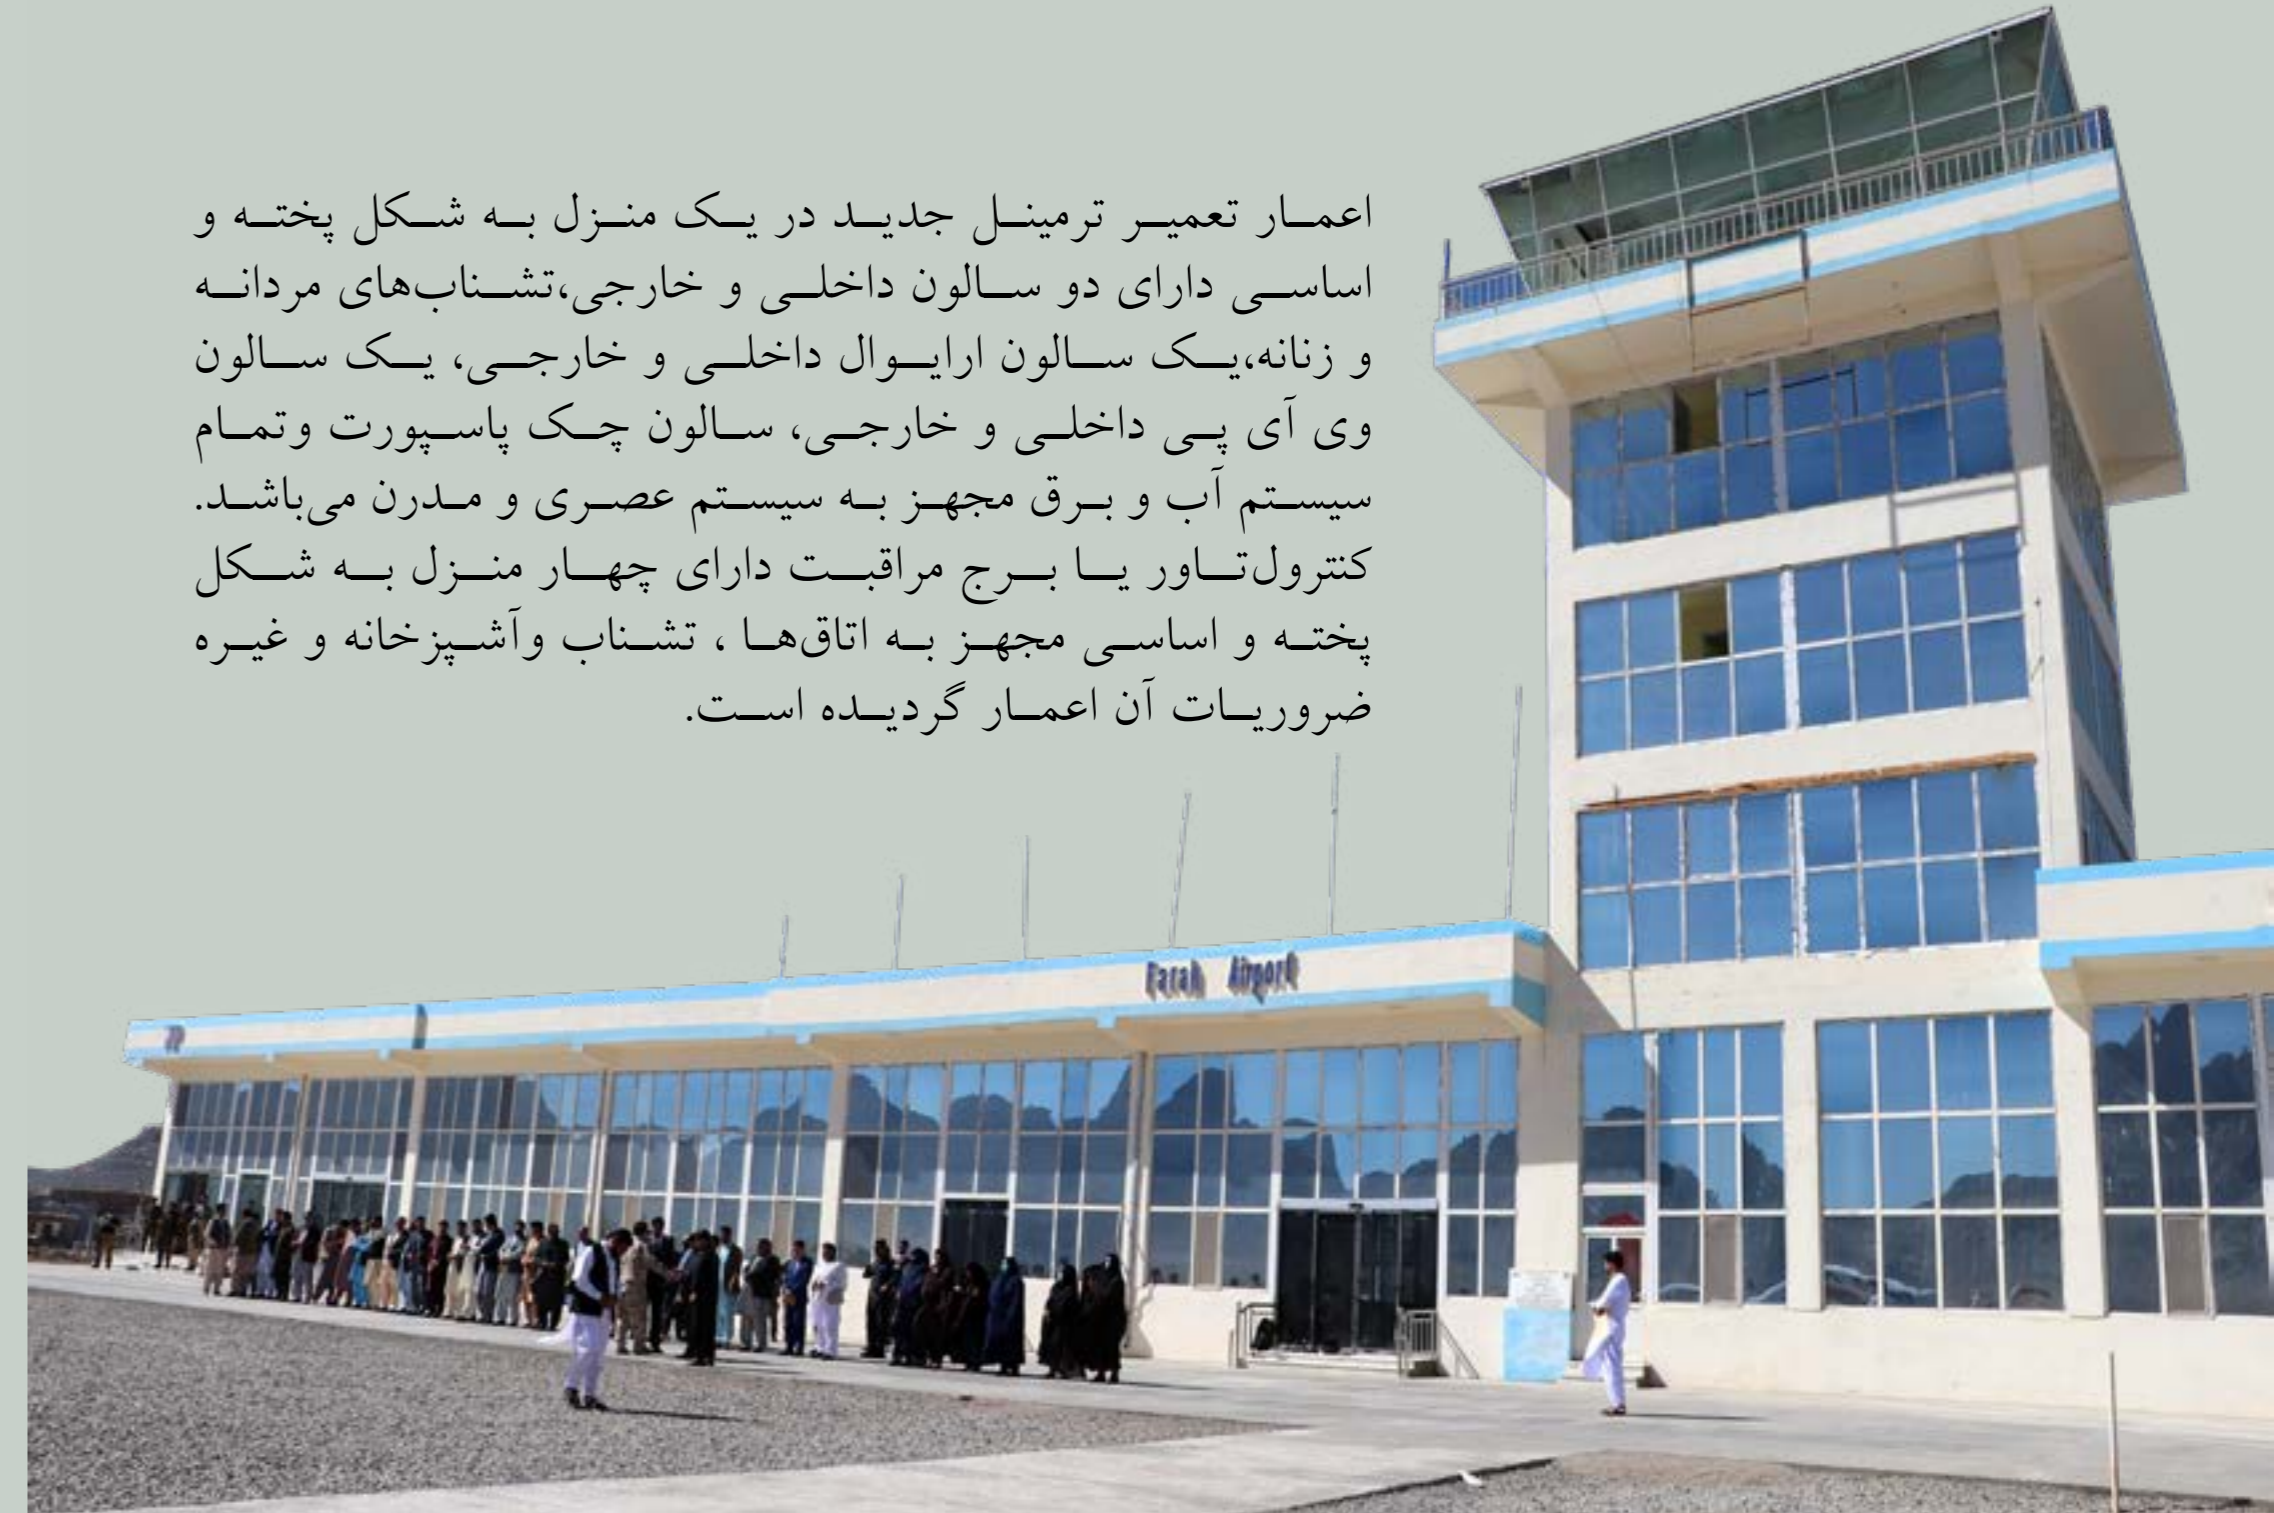 اعمار تعمیر ترمینل جدید در یک منزل به شکل پخته و
اساسی دارای دو سالون داخلی و خارجی،تشناب‌های مردانه
و زنانه،یک سالون ارایوال داخلی و خارجی، یک سالون
وی آی پی داخلی و خارجی، سالون چک پاسپورت وتمام
سیستم آب و برق مجهز به سیستم عصری و مدرن می‌باشد.
کنترول‌تاور یا برج مراقبت دارای چهار منزل به شکل
پخته و اساسی مجهز به اتاق‌ها ، تشناب وآشپزخانه و غیره
ضروریات آن اعمار گردیده است.
Farah Airport